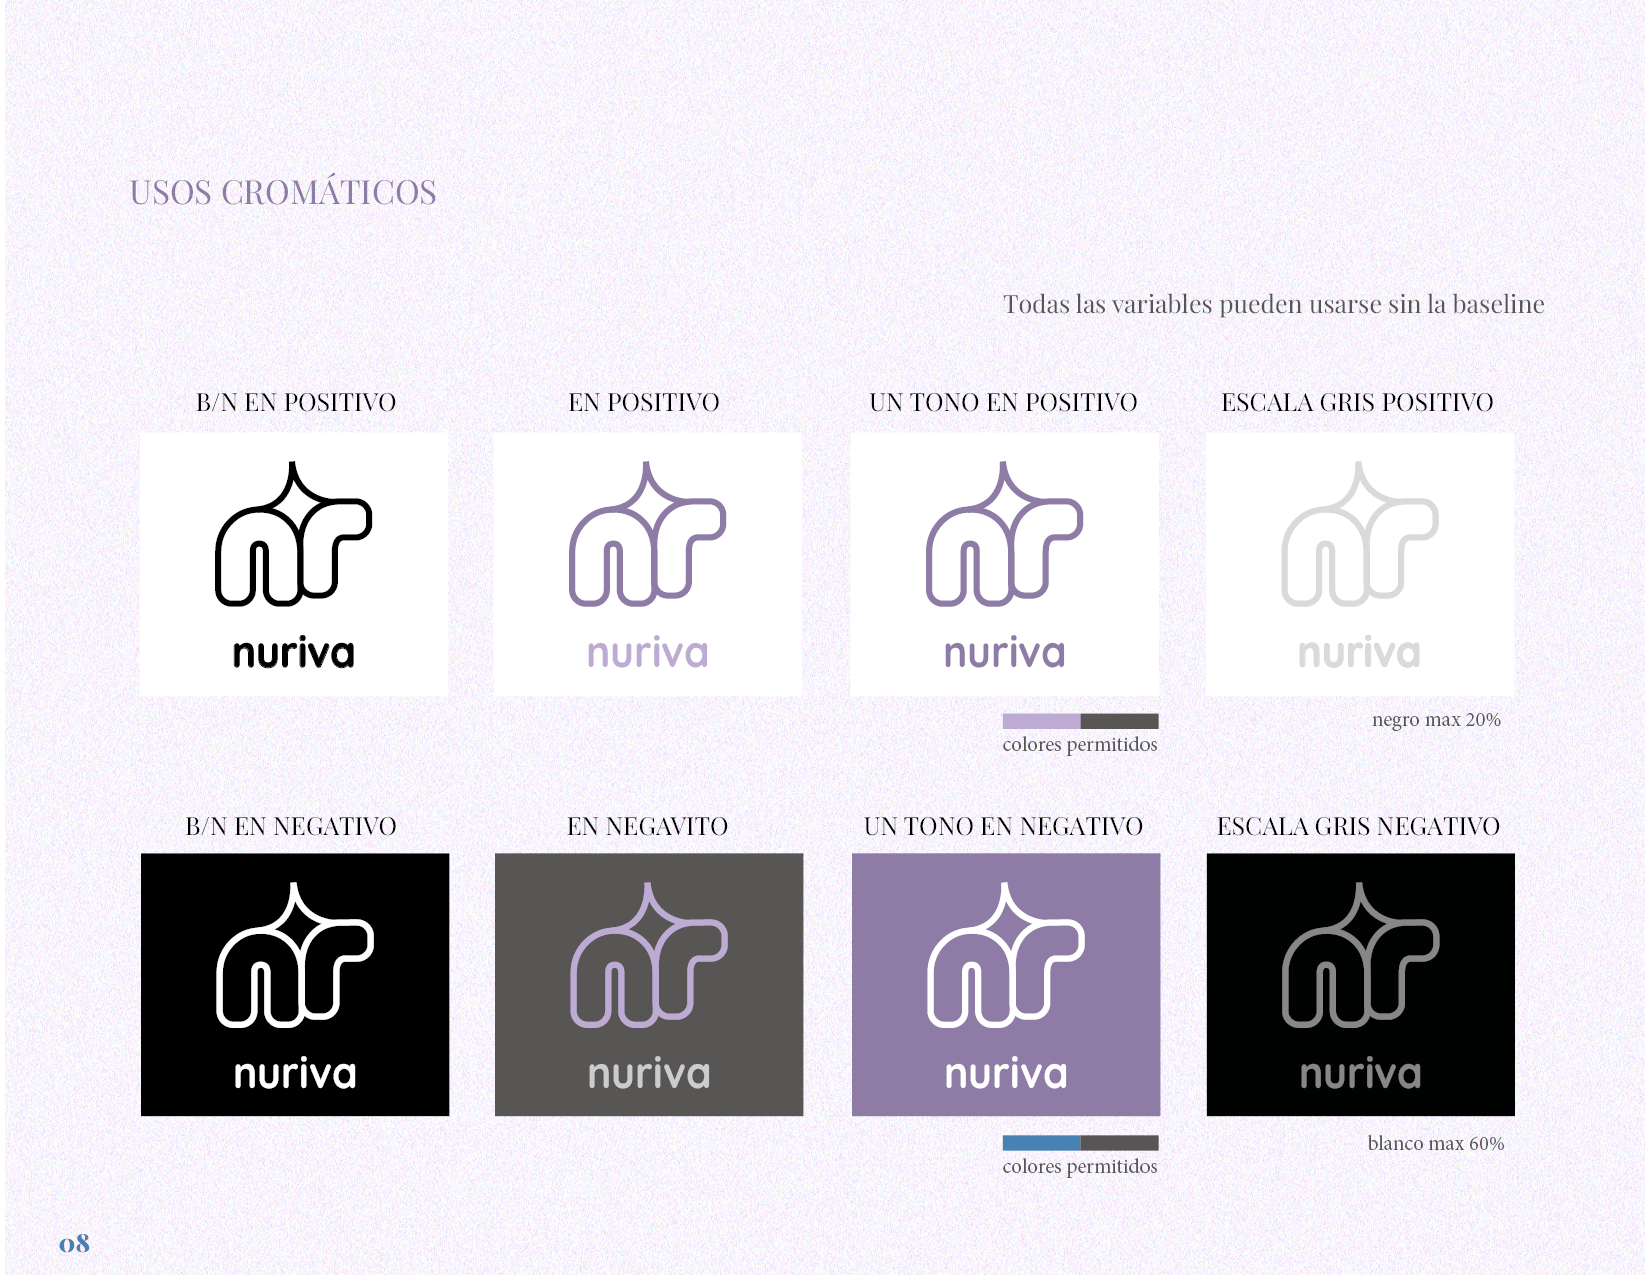 USOS CROMÁTICOS
Todas las variables pueden usarse sin la baseline
B/N EN POSITIVO
EN POSITIVO
UN TONO EN POSITIVO
ESCALA GRIS POSITIVO
nuriva
nuriva
nuriva
nuriva
colores permitidos
negro max 20%
B/N EN NEGATIVO
EN NEGAVITO
UN TONO EN NEGATIVO
ESCALA GRIS NEGATIVO
nuriva
nuriva
nuriva
nuriva
colores permitidos
blanco max 60%
08